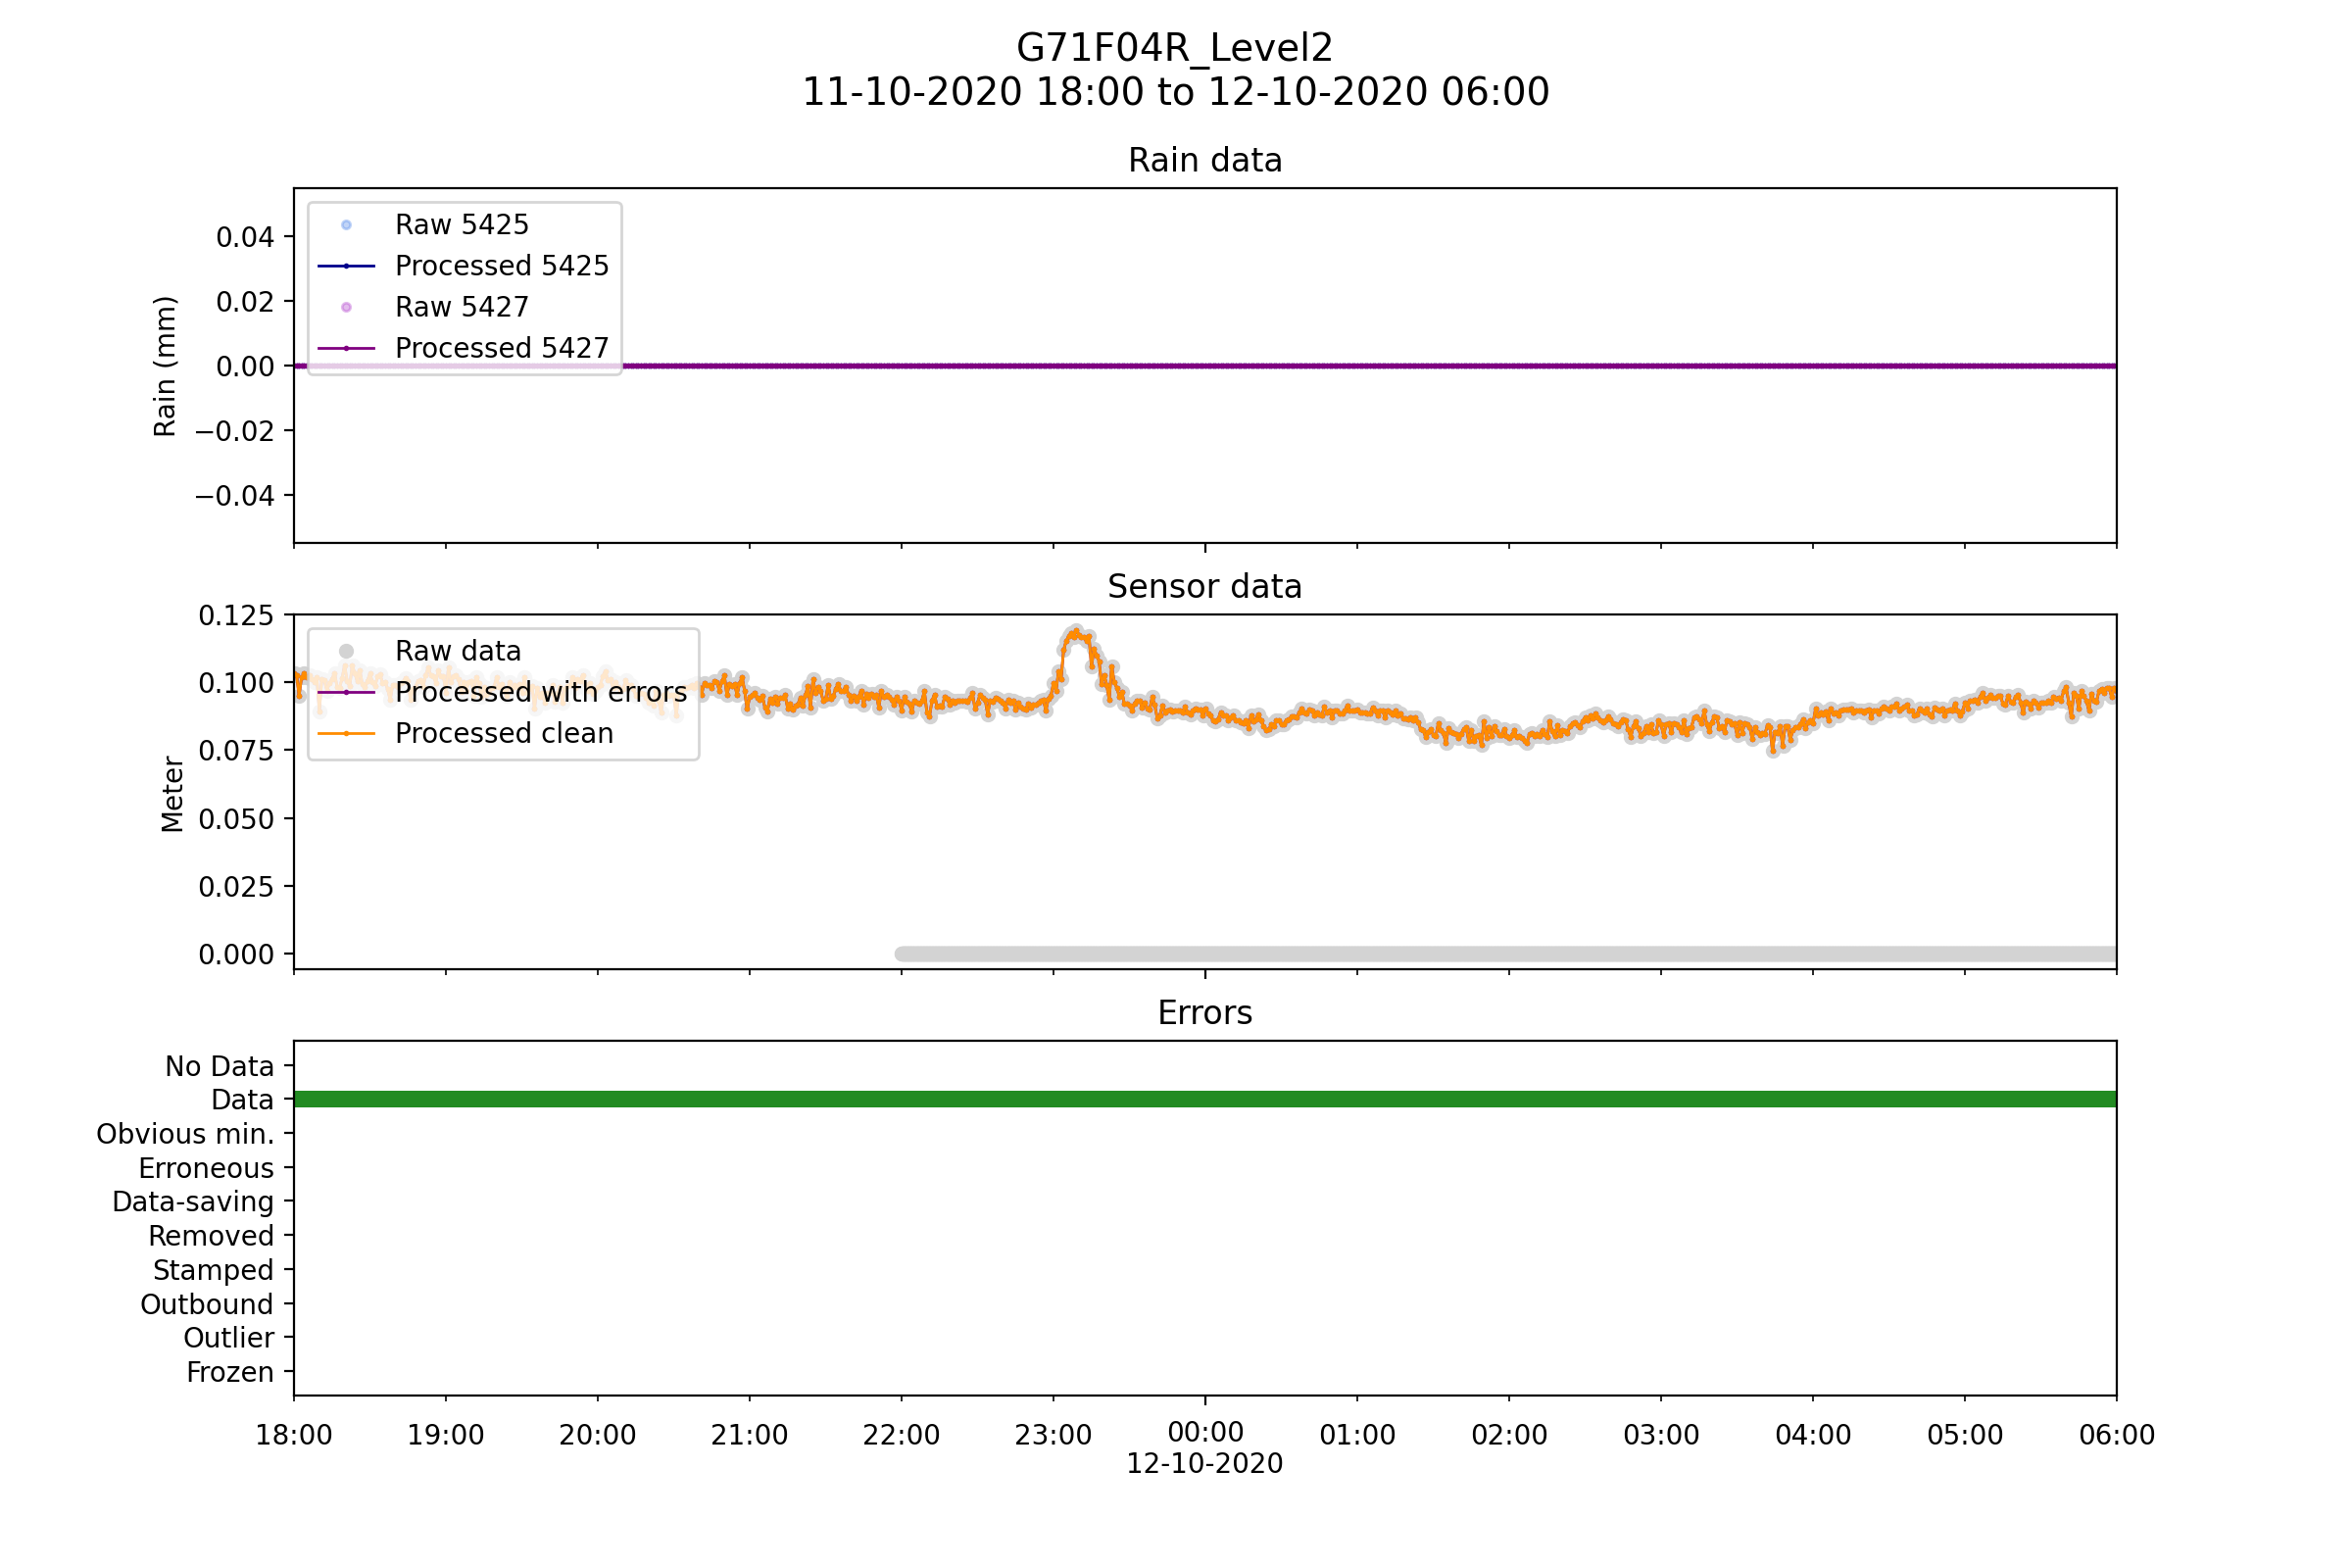 G71F04R_Level2
11-10-2020 18:00 to 12-10-2020 06:00
Rain data
Raw 5425
Processed 5425
Raw 5427
Processed 5427
Rain (mm)
0.04
0.02
0.00
−0.02
−0.04
Sensor data
Raw data
Processed with errors
Processed clean
Meter
0.125
0.100
0.075
0.050
0.025
0.000
Errors
No Data
Data
Obvious min.
Erroneous
Data-saving
Removed
Stamped
Outbound
Outlier
Frozen
18:00 19:00 20:00 21:00 22:00 23:00 00:00 01:00 02:00 03:00 04:00 05:00 06:00
12-10-2020